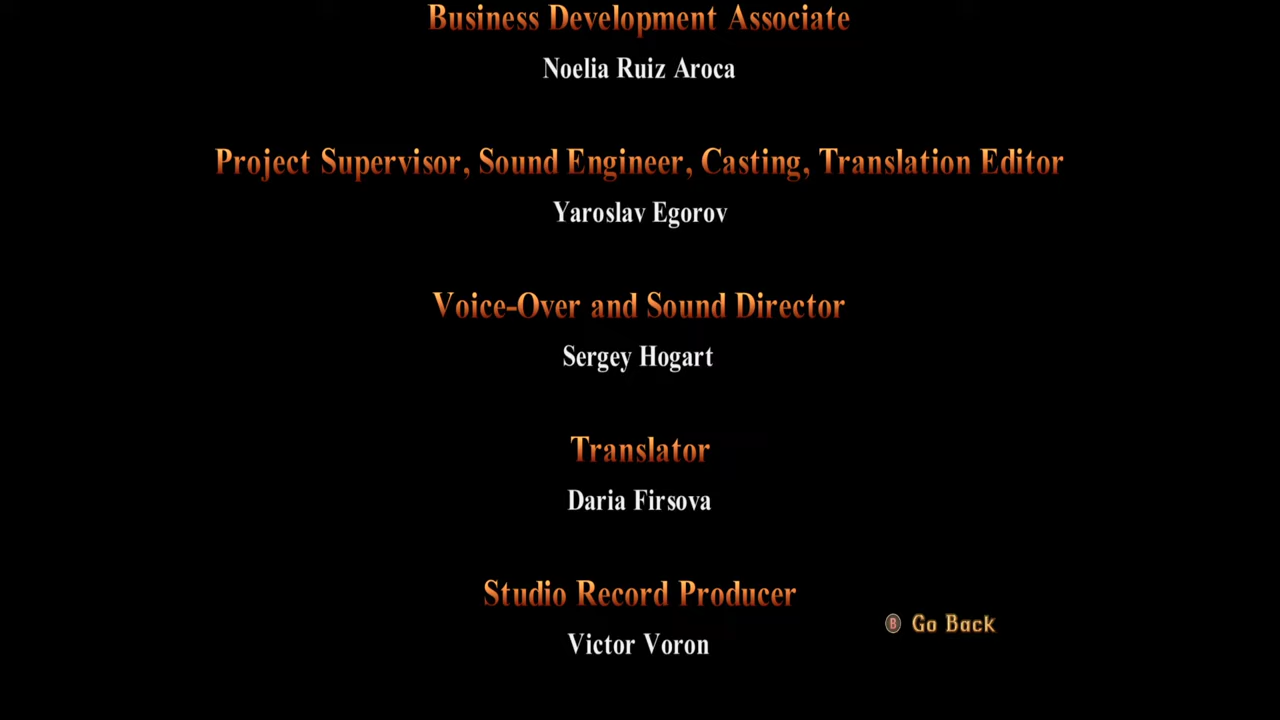 Business Development Associate
Noelia Ruiz Aroca
Project Supervisor, Sound Engineer, Casting, Translation Editor
Yaroslav Egorov
Voice-Over and Sound Director
Sergey Hogart
Translator
Daria Firsova
Studio Record Producer
B Go Back
Victor Voron